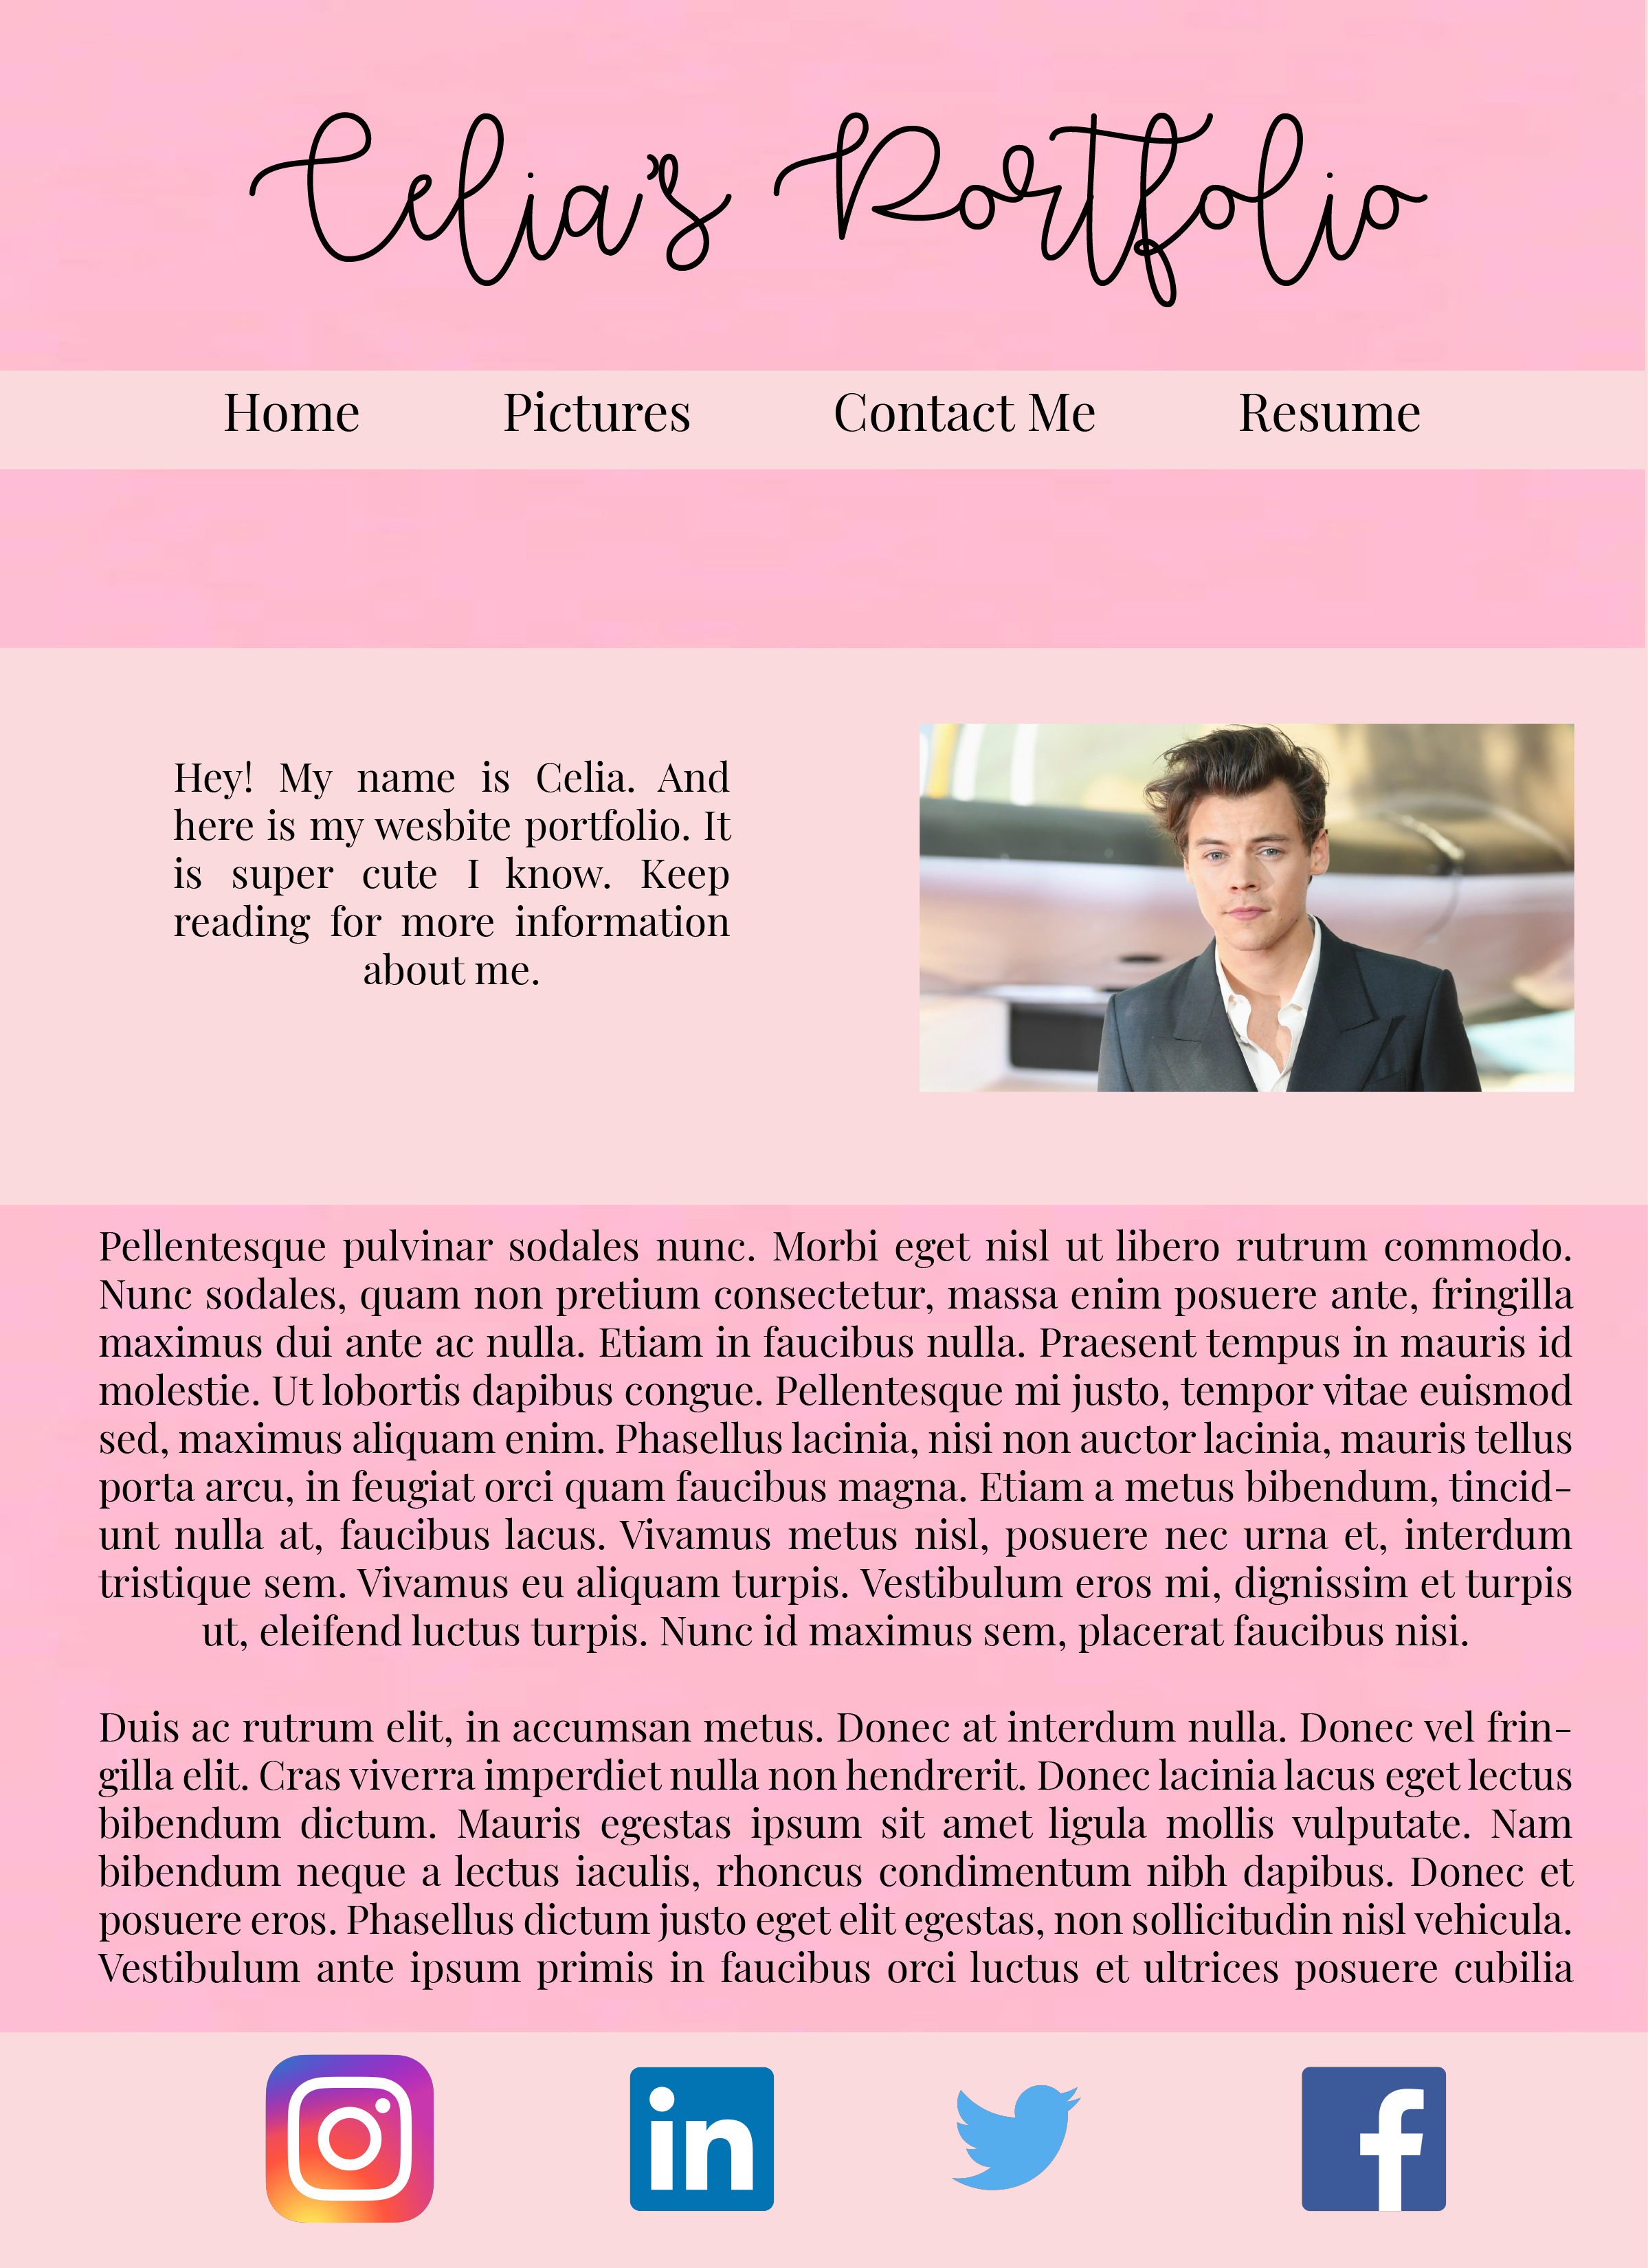 Celia's Portfolio
Home Pictures Contact Me Resume
Hey! My name is Celia. And
here is my wesbite portfolio. It
is super cute I know. Keep
reading for more information
about me.
Pellentesque pulvinar sodales nunc. Morbi eget nisl ut libero rutrum commodo.
Nunc sodales, quam non pretium consectetur, massa enim posuere ante, fringilla
maximus dui ante ac nulla. Etiam in faucibus nulla. Praesent tempus in mauris id
molestie. Ut lobortis dapibus congue. Pellentesque mi justo, tempor vitae euismod
sed, maximus aliquam enim. Phasellus lacinia, nisi non auctor lacinia, mauris tellus
porta arcu, in feugiat orci quam faucibus magna. Etiam a metus bibendum, tincid-
unt nulla at, faucibus lacus. Vivamus metus nisl, posuere nec urna et, interdum
tristique sem. Vivamus eu aliquam turpis. Vestibulum eros mi, dignissim et turpis
ut, eleifend luctus turpis. Nunc id maximus sem, placerat faucibus nisi.
Duis ac rutrum elit, in accumsan metus. Donec at interdum nulla. Donec vel frin-
gilla elit. Cras viverra imperdiet nulla non hendrerit. Donec lacinia lacus eget lectus
bibendum dictum. Mauris egestas ipsum sit amet ligula mollis vulputate. Nam
bibendum neque a lectus iaculis, rhoncus condimentum nibh dapibus. Donec et
posuere eros. Phasellus dictum justo eget elit egestas, non sollicitudin nisl vehicula.
Vestibulum ante ipsum primis in faucibus orci luctus et ultrices posuere cubilia
in f